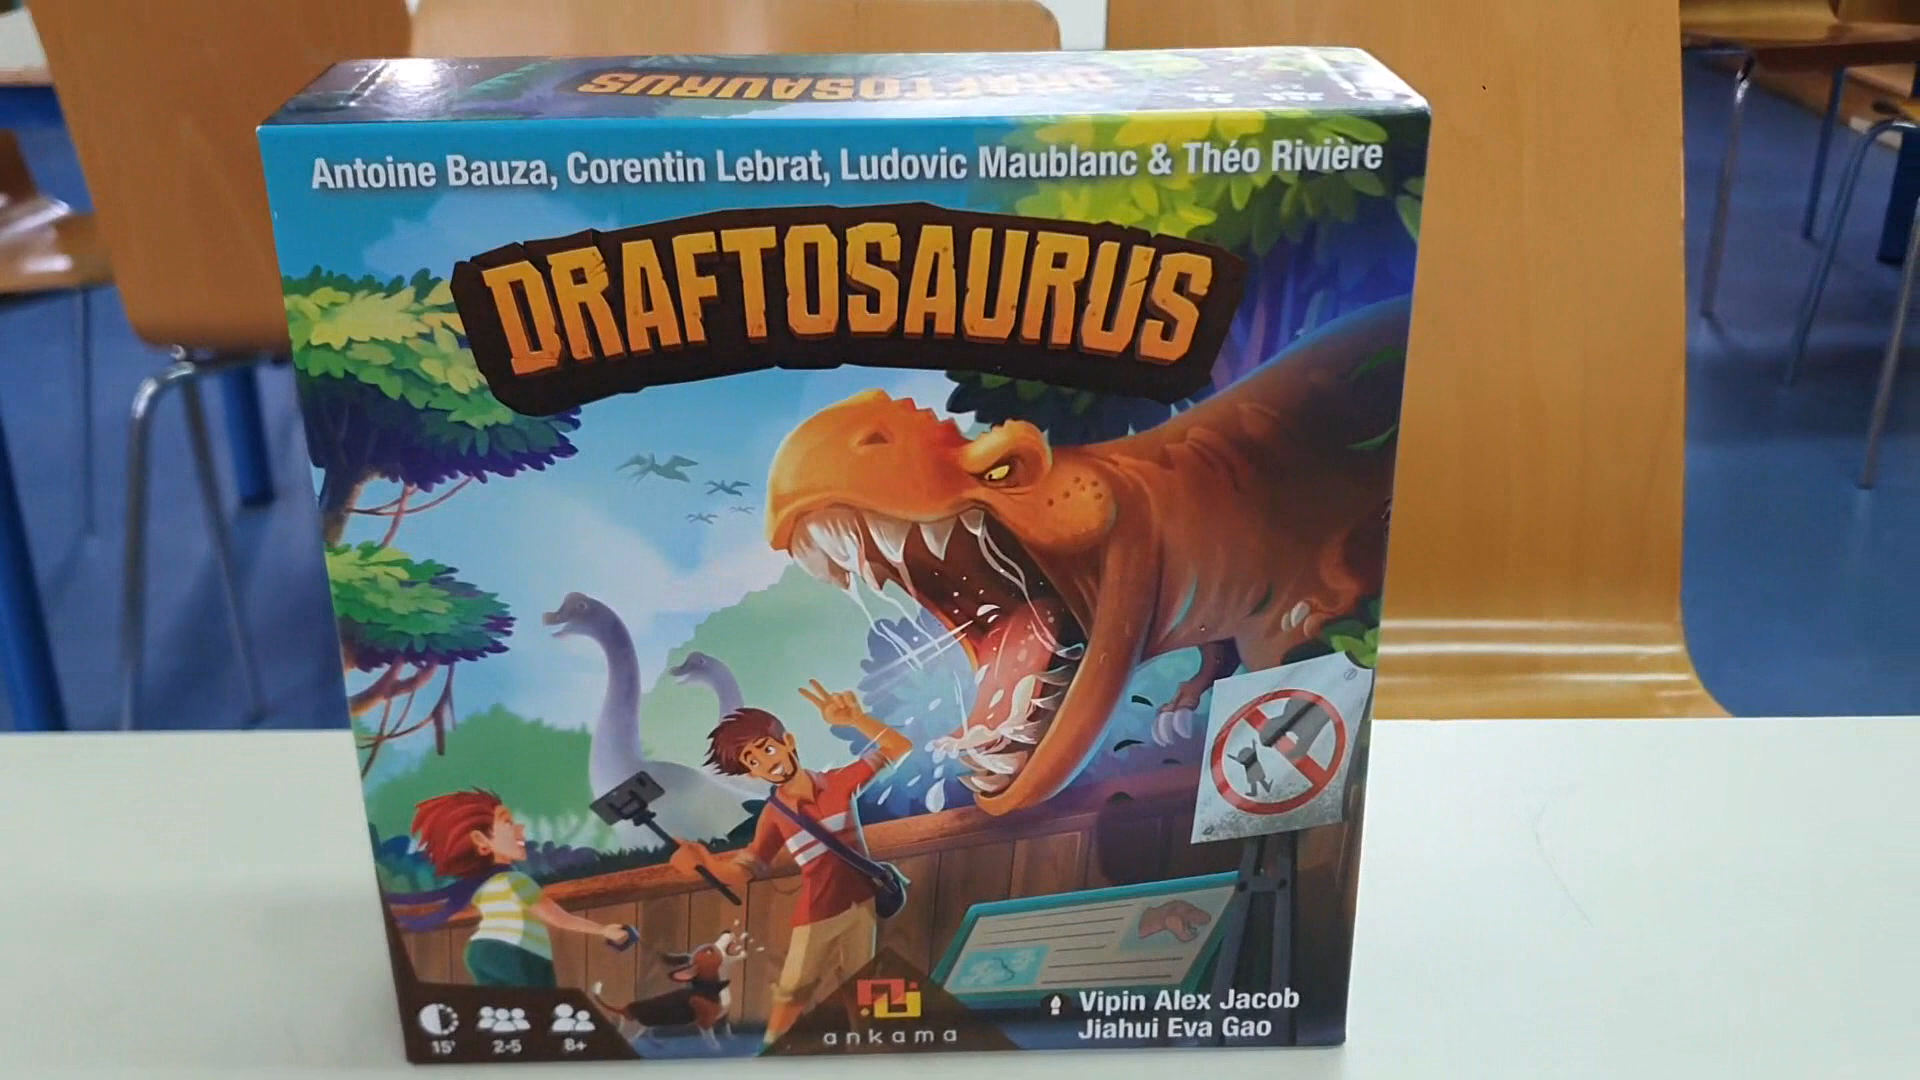 DRAFTOSAURUS
Antoine Bauza, Corentin Lebrat, Ludovic Maublanc & Théo Rivière
DRAFTOSAURUS
15'
2-5
8+
ankama
Vipin Alex Jacob
Jiahui Eva Gao